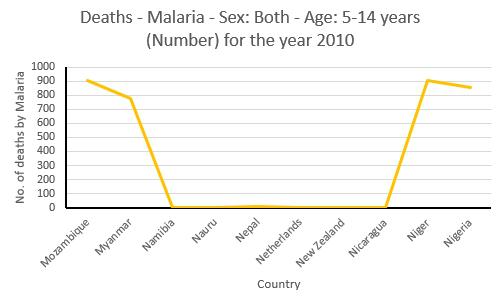 Deaths - Malaria - Sex: Both - Age: 5-14 years
(Number) for the year 2010
1000
900
800
700
600
500
400
300
200
100
0
No. of deaths by Malaria
Mozambique
Myanmar
Namibia
Nauru
Nepal
Netherlands
New Zealand
Nicaragua
Niger
Nigeria
Country